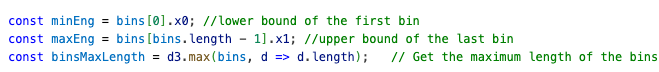 const minEng = bins[0].x0; //lower bound of the first bin
const maxEng = bins[bins.length - 1].x1; //upper bound of the last bin
const binsMaxLength = d3.max(bins, d => d.length);   // Get the maximum length of the bins